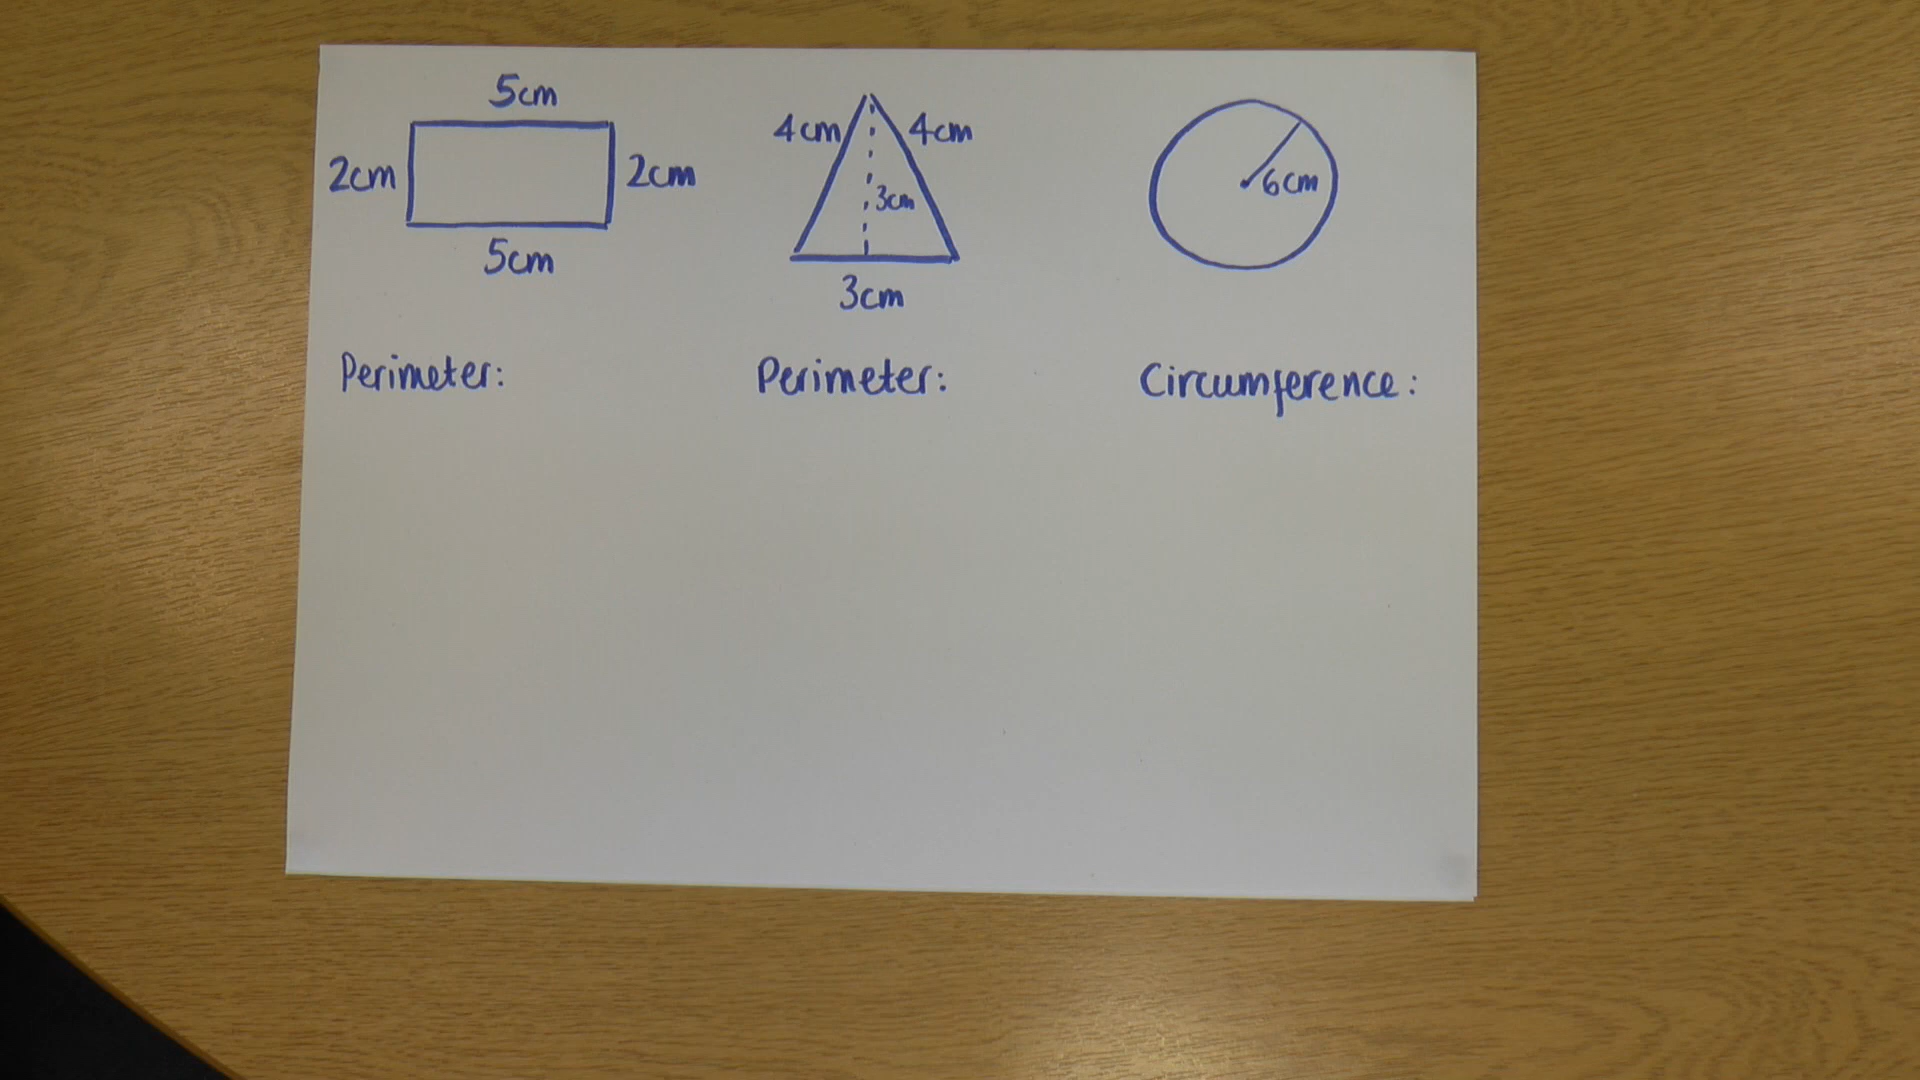 5cm
2cm
2cm
5cm
4cm
4cm
3cm
3cm
6cm
Perimeter:
Perimeter:
Circumference: